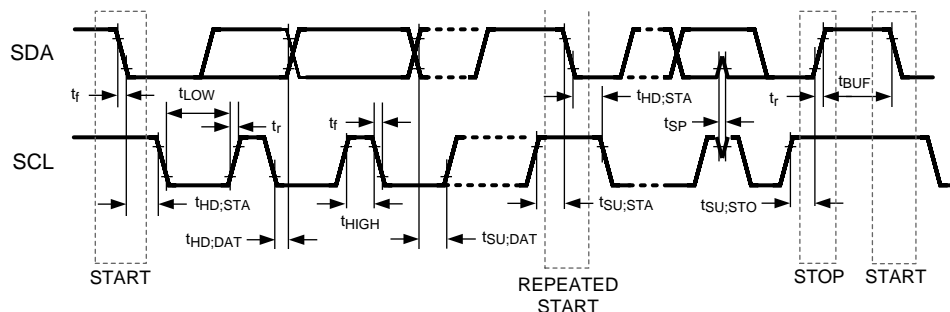 SDA
tf
tLOW
tr
tf
tHD;STA
tSP
tr
tBUF
SCL
tHD;STA
tHD;DAT
tHIGH
tSU;DAT
tSU;STA
tSU;STO
START
REPEATED
START
STOP
START